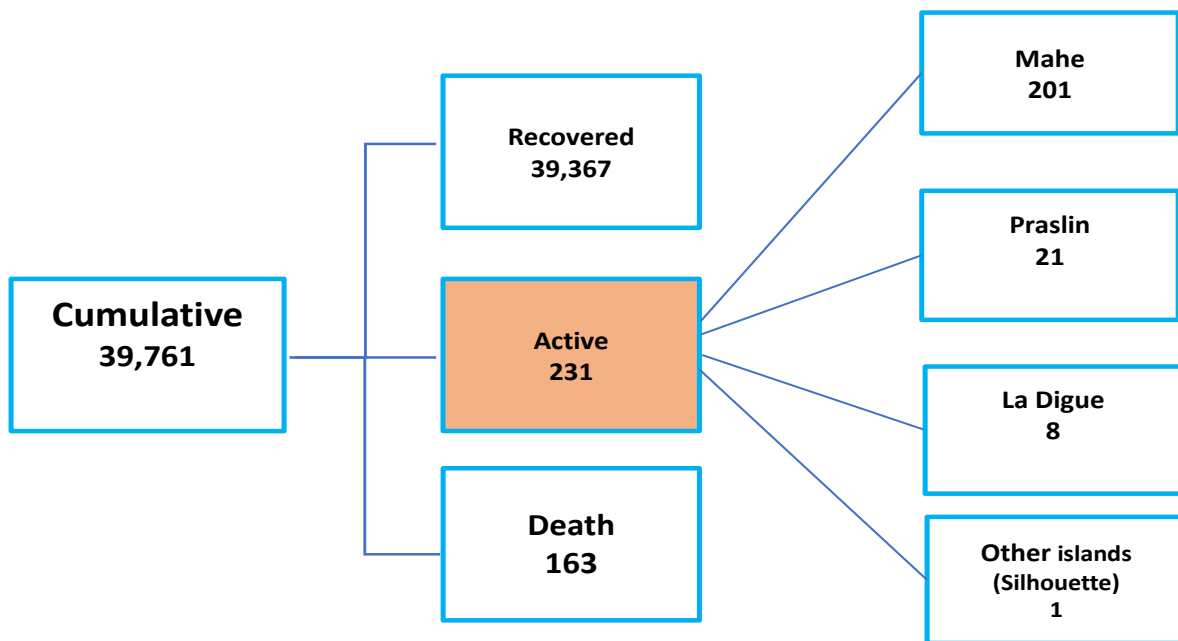 Cumulative
39,761
Recovered
39,367
Active
231
Death
163
Mahe
201
Praslin
21
La Digue
8
Other islands
(Silhouette)
1